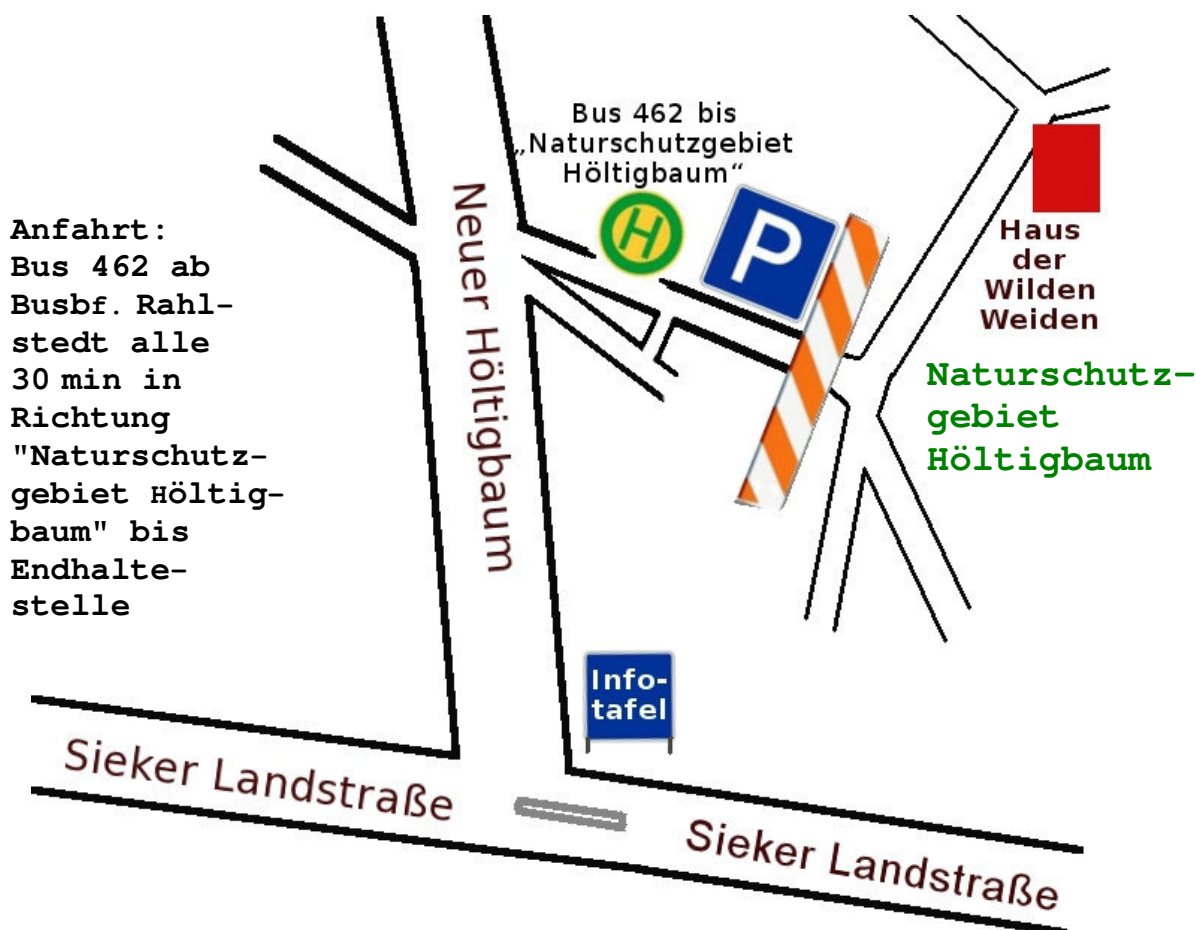 Anfahrt:
Bus 462 ab
Busbf. Rahl-
stedt alle
30 min in
Richtung
"Naturschutz-
gebiet Höltig-
baum" bis
Endhalte-
stelle
Bus 462 bis
„Naturschutzgebiet
Höltigbaum“
H
P
Neuer Höltigbaum
Haus
der
Wilden
Weiden
Naturschutz-
gebiet
Höltigbaum
Info-
tafel
Sieker Landstraße
Sieker Landstraße